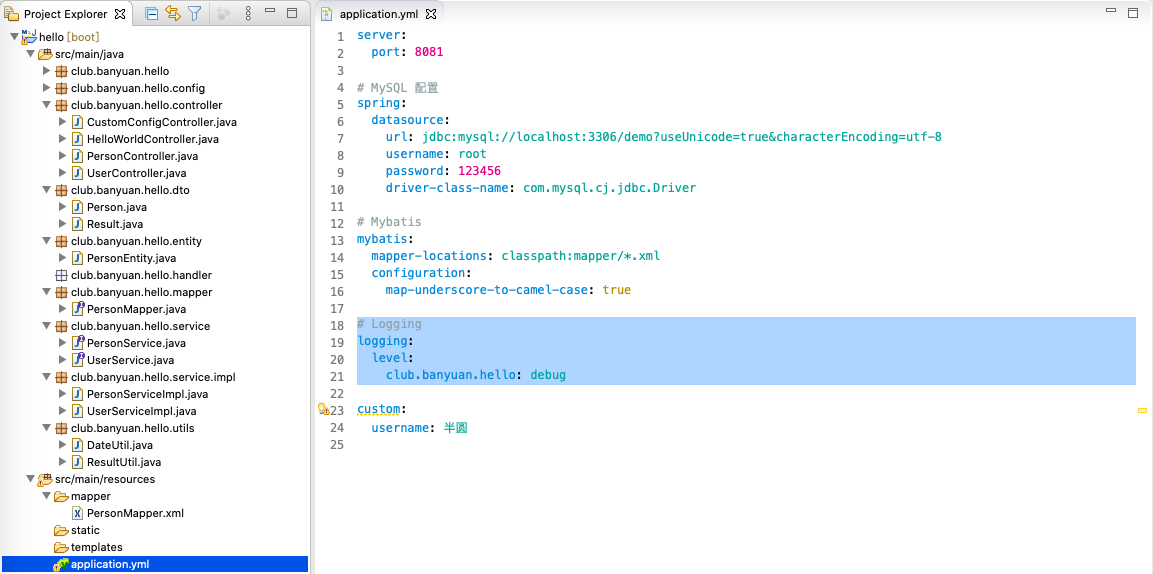 Project Explorer
hello [boot]
src/main/java
club.banyuan.hello
club.banyuan.hello.config
club.banyuan.hello.controller
CustomConfigController.java
HelloWorldController.java
PersonController.java
UserController.java
club.banyuan.hello.dto
Person.java
Result.java
club.banyuan.hello.entity
PersonEntity.java
club.banyuan.hello.handler
club.banyuan.hello.mapper
PersonMapper.java
club.banyuan.hello.service
PersonService.java
UserService.java
club.banyuan.hello.service.impl
PersonServiceImpl.java
UserServiceImpl.java
club.banyuan.hello.utils
DateUtil.java
ResultUtil.java
src/main/resources
mapper
PersonMapper.xml
static
templates
application.yml
application.yml
1 server:
2   port: 8081
3
4 # MySQL 配置
5 spring:
6   datasource:
7     url: jdbc:mysql://localhost:3306/demo?useUnicode=true&characterEncoding=utf-8
8     username: root
9     password: 123456
10     driver-class-name: com.mysql.cj.jdbc.Driver
11
12 # Mybatis
13 mybatis:
14   mapper-locations: classpath:mapper/*.xml
15   configuration:
16     map-underscore-to-camel-case: true
17
18 # Logging
19 logging:
20   level:
21     club.banyuan.hello: debug
22
23 custom:
24   username: 半圆
25